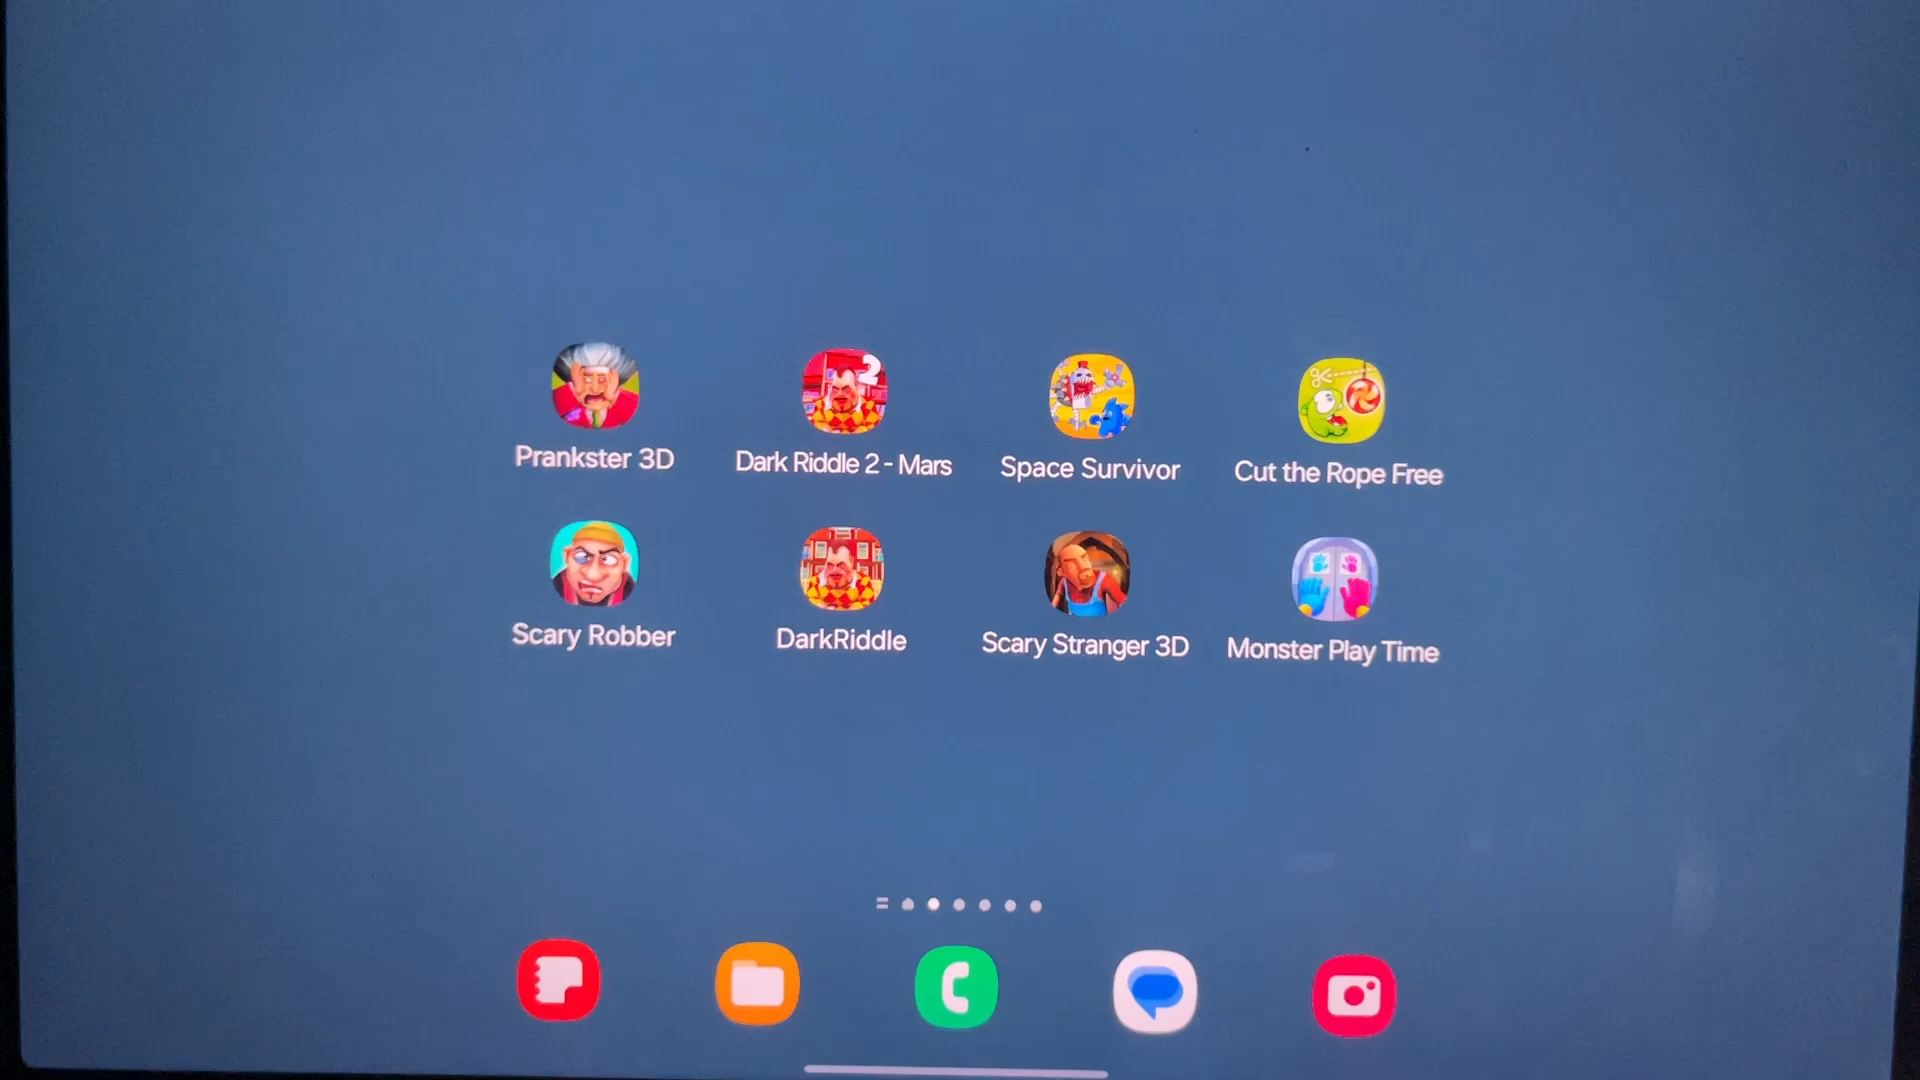 Prankster 3D
Dark Riddle 2 - Mars
Space Survivor
Cut the Rope Free
Scary Robber
DarkRiddle
Scary Stranger 3D
Monster Play Time
2